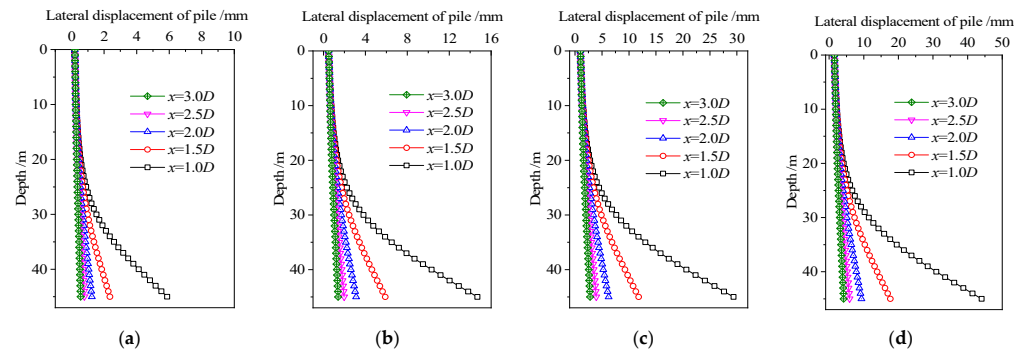 Lateral displacement of pile /mm
0 2 4 6 8 10
0
10
20
30
40
Depth /m
x=3.0D
x=2.5D
x=2.0D
x=1.5D
x=1.0D
(a)
Lateral displacement of pile /mm
0 4 8 12 16
0
10
20
30
40
Depth /m
x=3.0D
x=2.5D
x=2.0D
x=1.5D
x=1.0D
(b)
Lateral displacement of pile /mm
0 5 10 15 20 25 30
0
10
20
30
40
Depth /m
x=3.0D
x=2.5D
x=2.0D
x=1.5D
x=1.0D
(c)
Lateral displacement of pile /mm
0 10 20 30 40 50
0
10
20
30
40
Depth /m
x=3.0D
x=2.5D
x=2.0D
x=1.5D
x=1.0D
(d)